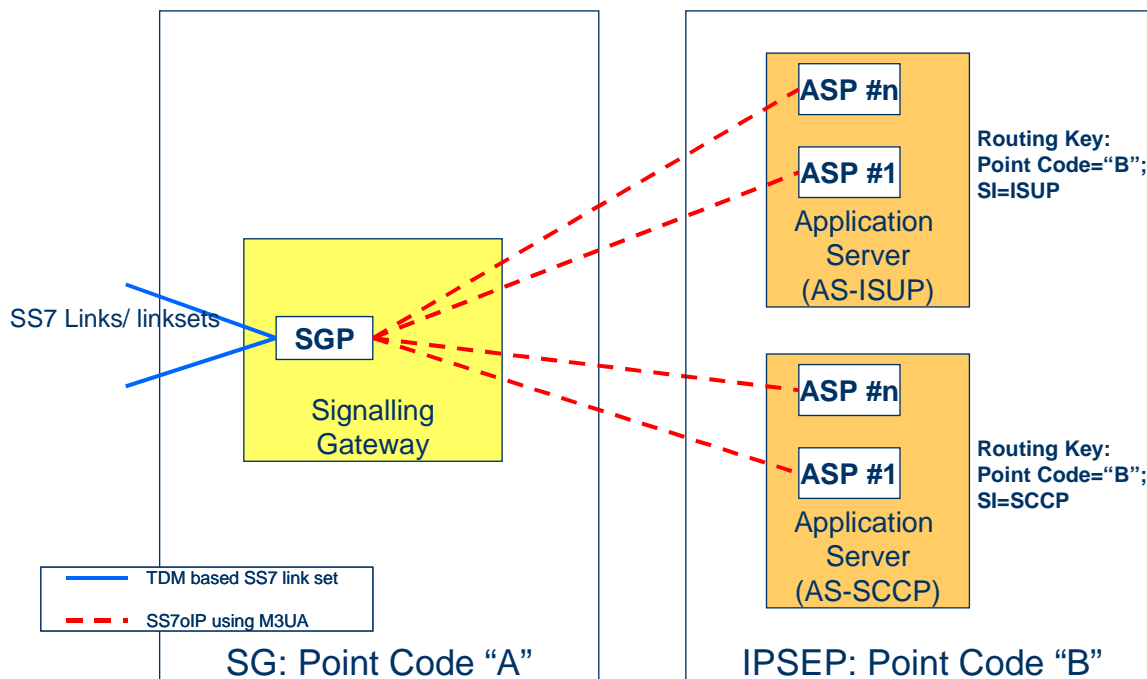 ASP #n
ASP #1
Application
Server
(AS-ISUP)
Routing Key:
Point Code=“B”;
SI=ISUP
SS7 Links/ linksets
SGP
Signalling
Gateway
ASP #n
ASP #1
Application
Server
(AS-SCCP)
Routing Key:
Point Code=“B”;
SI=SCCP
TDM based SS7 link set
SS7oIP using M3UA
SG: Point Code “A”
IPSEP: Point Code “B”